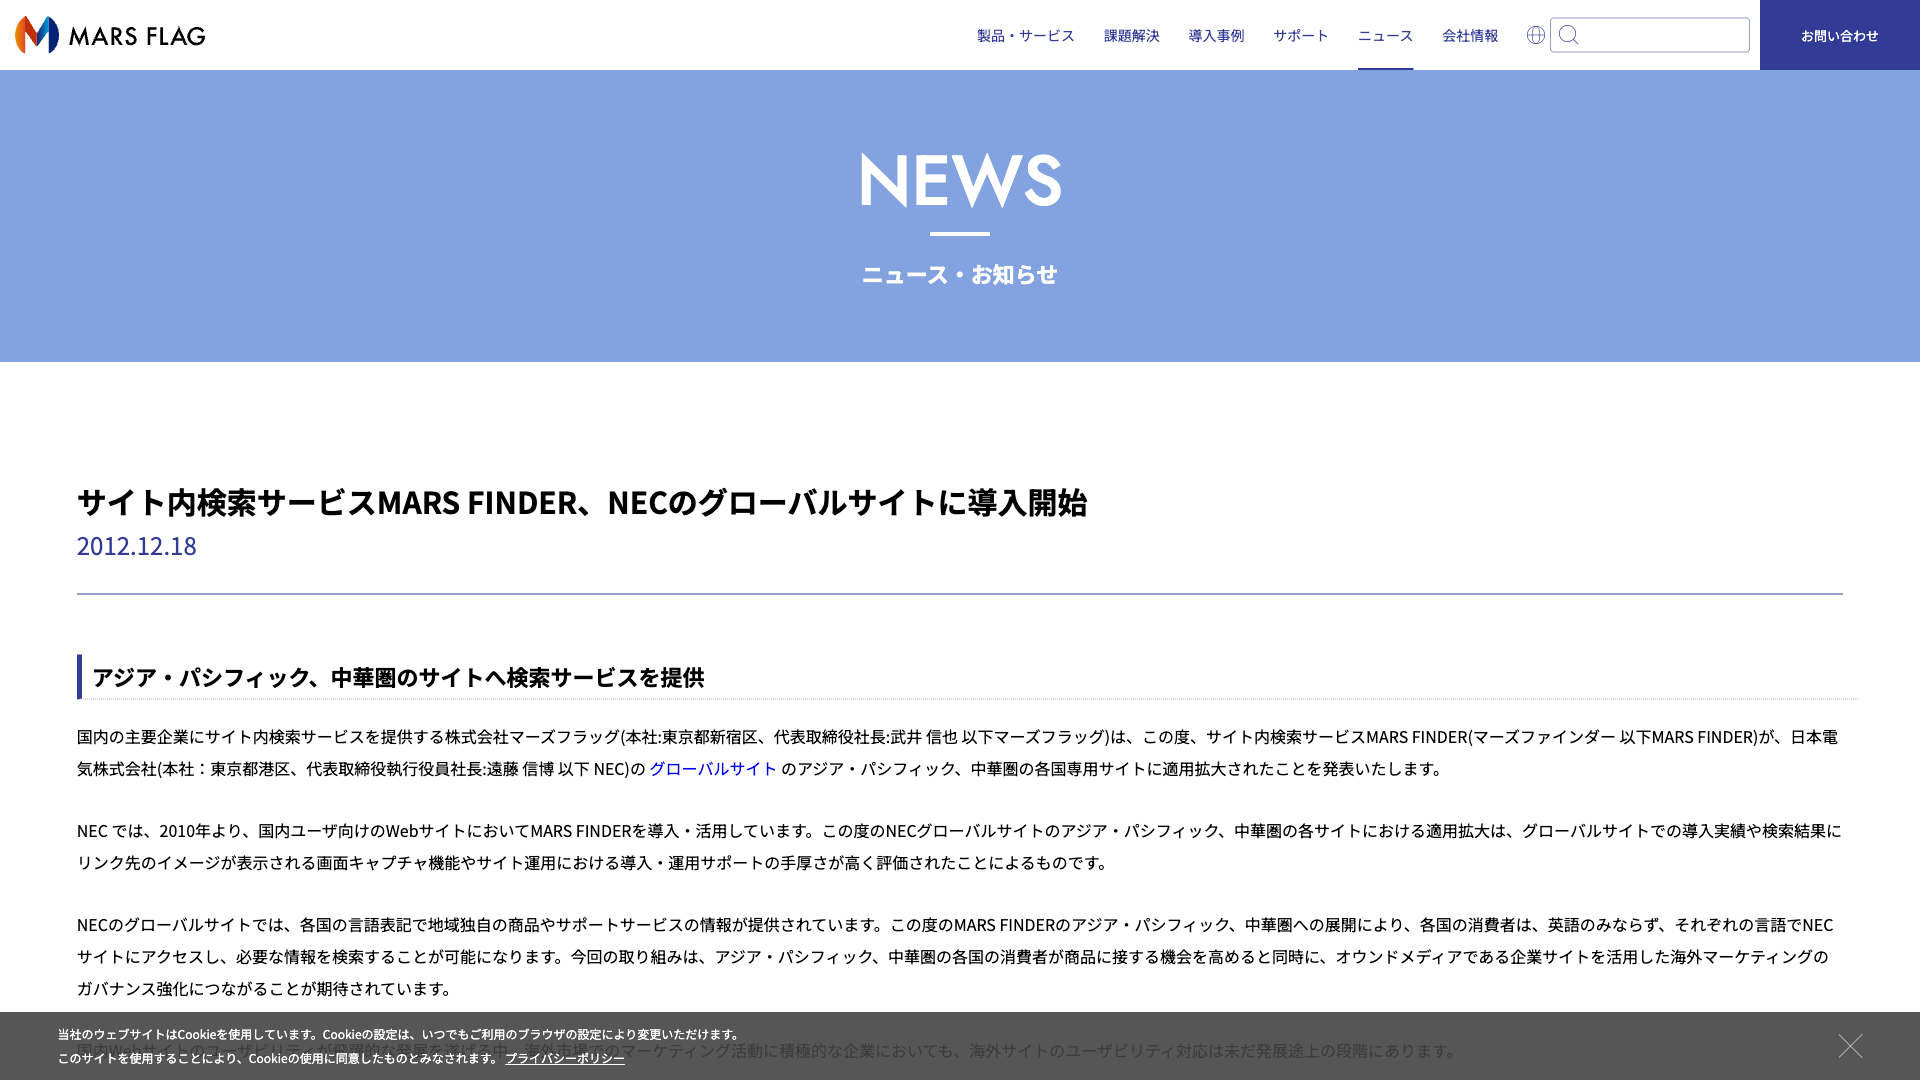 MARS FLAG
製品・サービス 課題解決 導入事例 サポート ニュース 会社情報 お問い合わせ
NEWS
ニュース・お知らせ
サイト内検索サービスMARS FINDER、NECのグローバルサイトに導入開始
2012.12.18
アジア・パシフィック、中華圏のサイトへ検索サービスを提供
国内の主要企業にサイト内検索サービスを提供する株式会社マーズフラッグ(本社:東京都新宿区、代表取締役社長:武井 信也 以下マーズフラッグ)は、この度、サイト内検索サービスMARS FINDER(マーズファインダー 以下MARS FINDER)が、日本電
気株式会社(本社：東京都港区、代表取締役執行役員社長:遠藤 信博 以下 NEC)の グローバルサイト のアジア・パシフィック、中華圏の各国専用サイトに適用拡大されたことを発表いたします。
NEC では、2010年より、国内ユーザ向けのWebサイトにおいてMARS FINDERを導入・活用しています。この度のNECグローバルサイトのアジア・パシフィック、中華圏の各サイトにおける適用拡大は、グローバルサイトでの導入実績や検索結果に
リンク先のイメージが表示される画面キャプチャ機能やサイト運用における導入・運用サポートの手厚さが高く評価されたことによるものです。
NECのグローバルサイトでは、各国の言語表記で地域独自の商品やサポートサービスの情報が提供されています。この度のMARS FINDERのアジア・パシフィック、中華圏への展開により、各国の消費者は、英語のみならず、それぞれの言語でNEC
サイトにアクセスし、必要な情報を検索することが可能になります。今回の取り組みは、アジア・パシフィック、中華圏の各国の消費者が商品に接する機会を高めると同時に、オウンドメディアである企業サイトを活用した海外マーケティングの
ガバナンス強化につながることが期待されています。
当社のウェブサイトはCookieを使用しています。Cookieの設定は、いつでもご利用のブラウザの設定により変更いただけます。
国内Webサイトのユーザビリティが飛躍的な発展を遂げる中、海外市場でのマーケティング活動に積極的な企業においても、海外サイトのユーザビリティ対応は未だ発展途上の段階にあります。
このサイトを使用することにより、Cookieの使用に同意したものとみなされます。 プライバシーポリシー